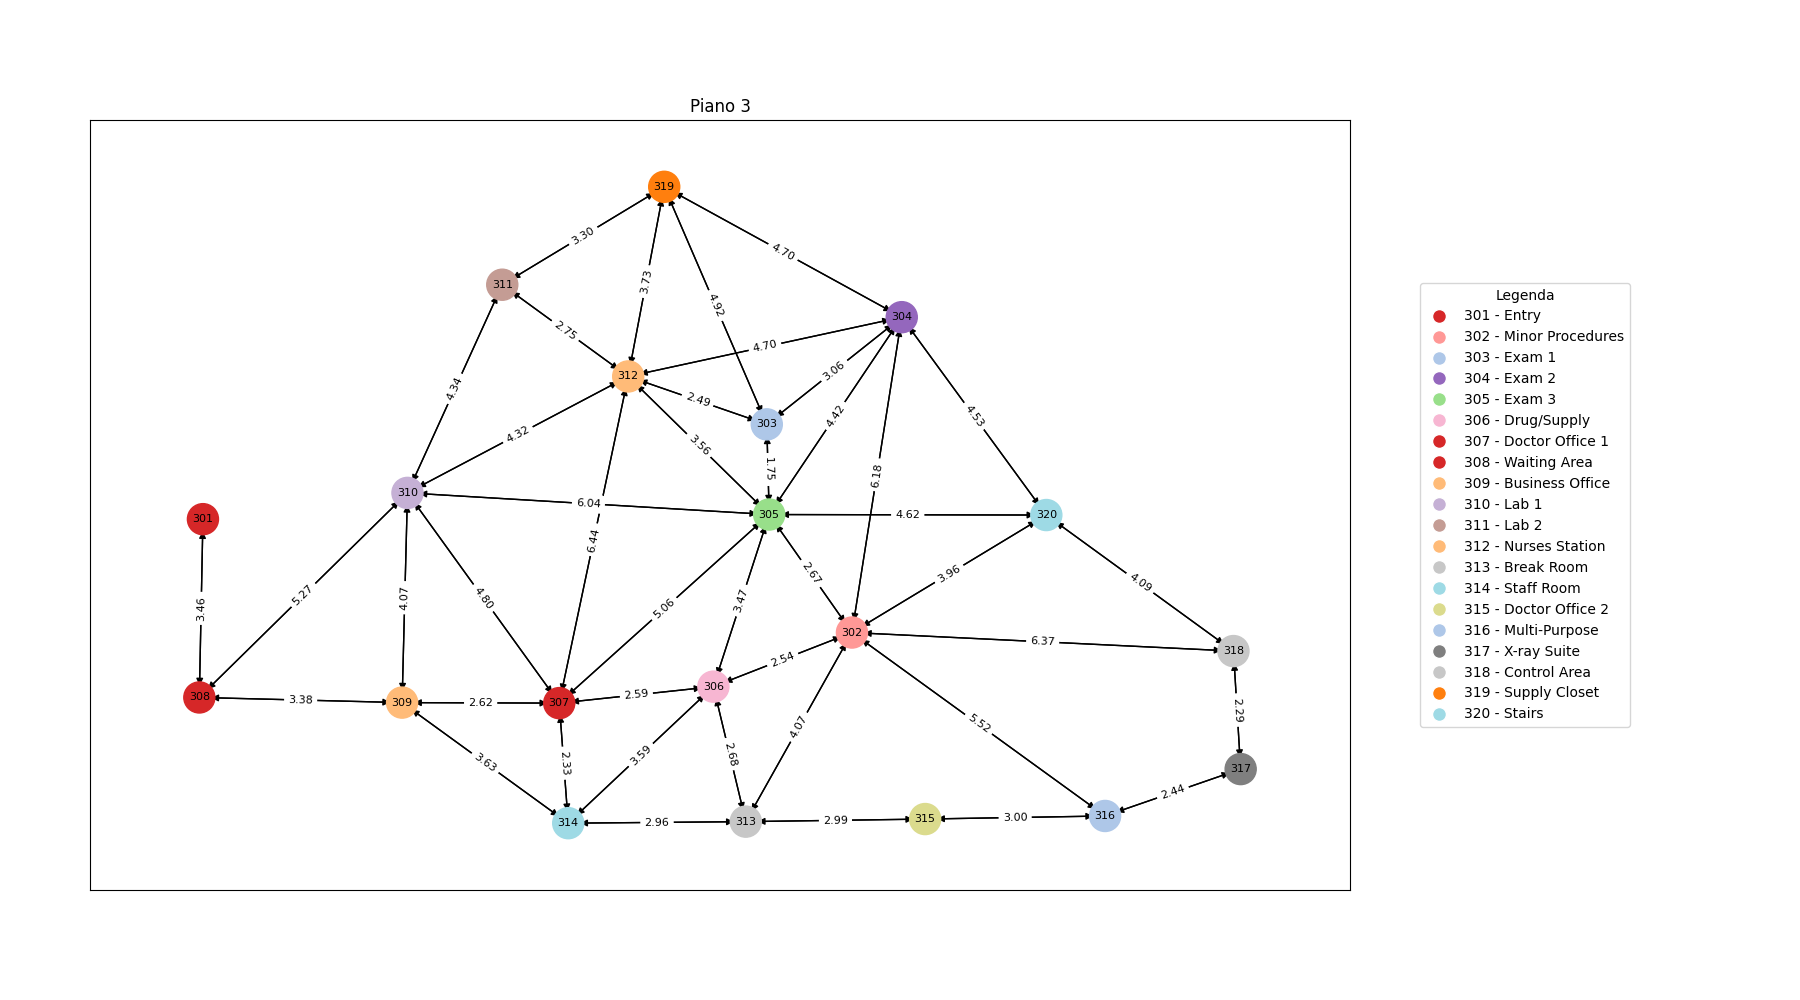 Piano 3
319
3.30
4.70
311
3.73
4.92
304
2.75
4.70
3.06
312
4.34
2.49
4.42
4.53
303
4.32
3.56
1.75
6.18
310
6.04
305
4.62
320
301
6.44
5.27
4.07
4.80
5.06
3.47
2.67
3.96
4.09
3.46
302
6.37
318
2.54
308
3.38
309
2.62
307
2.59
306
5.52
2.29
3.63
2.33
3.59
2.68
4.07
317
2.44
314
2.96
313
2.99
315
3.00
316
Legenda
301 - Entry
302 - Minor Procedures
303 - Exam 1
304 - Exam 2
305 - Exam 3
306 - Drug/Supply
307 - Doctor Office 1
308 - Waiting Area
309 - Business Office
310 - Lab 1
311 - Lab 2
312 - Nurses Station
313 - Break Room
314 - Staff Room
315 - Doctor Office 2
316 - Multi-Purpose
317 - X-ray Suite
318 - Control Area
319 - Supply Closet
320 - Stairs